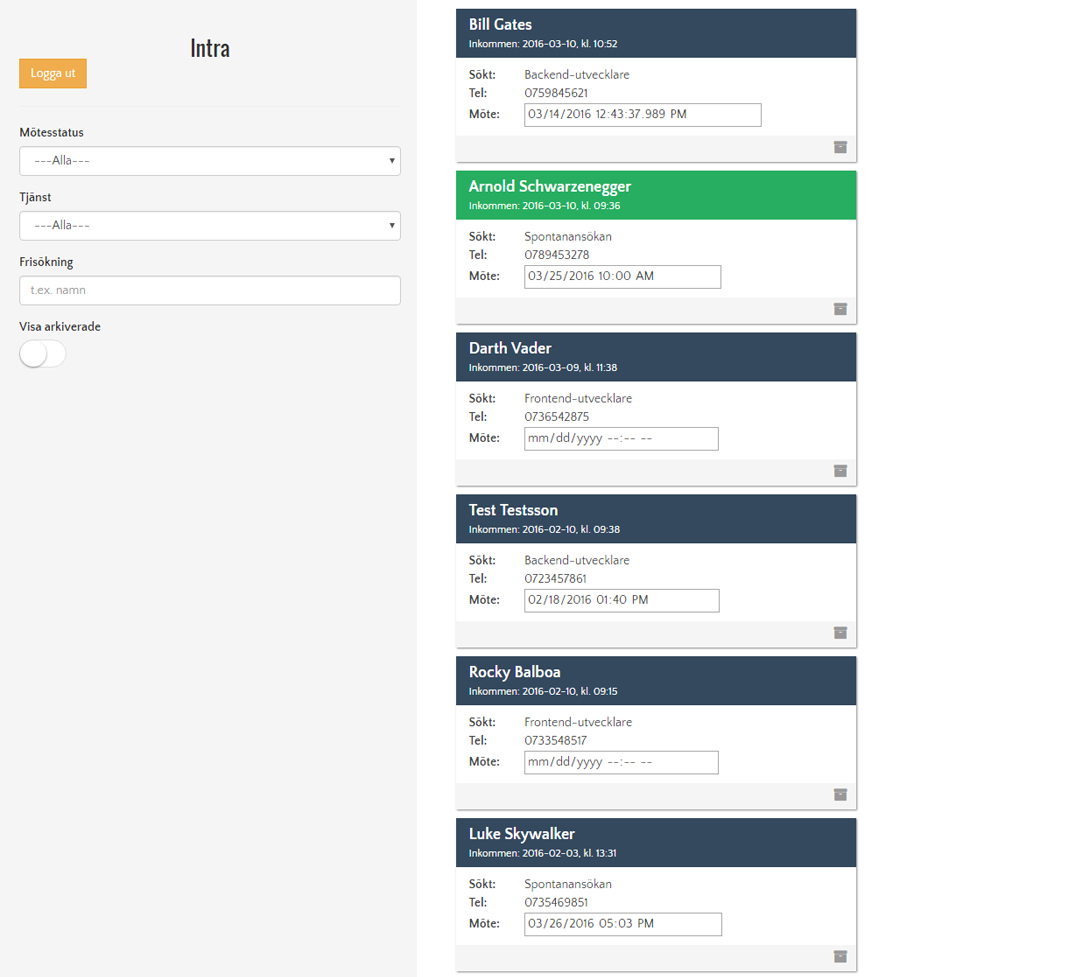 Intra
Logga ut
Mötesstatus
---Alla---
Tjänst
---Alla---
Frisökning
t.ex. namn
Visa arkiverade
Bill Gates
Inkommen: 2016-03-10, kl. 10:52
Sökt: Backend-utvecklare
Tel: 0759845621
Möte: 03/14/2016 12:43:37.989 PM
Arnold Schwarzenegger
Inkommen: 2016-03-10, kl. 09:36
Sökt: Spontanansökan
Tel: 0789453278
Möte: 03/25/2016 10:00 AM
Darth Vader
Inkommen: 2016-03-09, kl. 11:38
Sökt: Frontend-utvecklare
Tel: 0736542875
Möte: mm/dd/yyyy --:-- --
Test Testsson
Inkommen: 2016-02-10, kl. 09:38
Sökt: Backend-utvecklare
Tel: 0723457861
Möte: 02/18/2016 01:40 PM
Rocky Balboa
Inkommen: 2016-02-10, kl. 09:15
Sökt: Frontend-utvecklare
Tel: 0733548517
Möte: mm/dd/yyyy --:-- --
Luke Skywalker
Inkommen: 2016-02-03, kl. 13:31
Sökt: Spontanansökan
Tel: 0735469851
Möte: 03/26/2016 05:03 PM